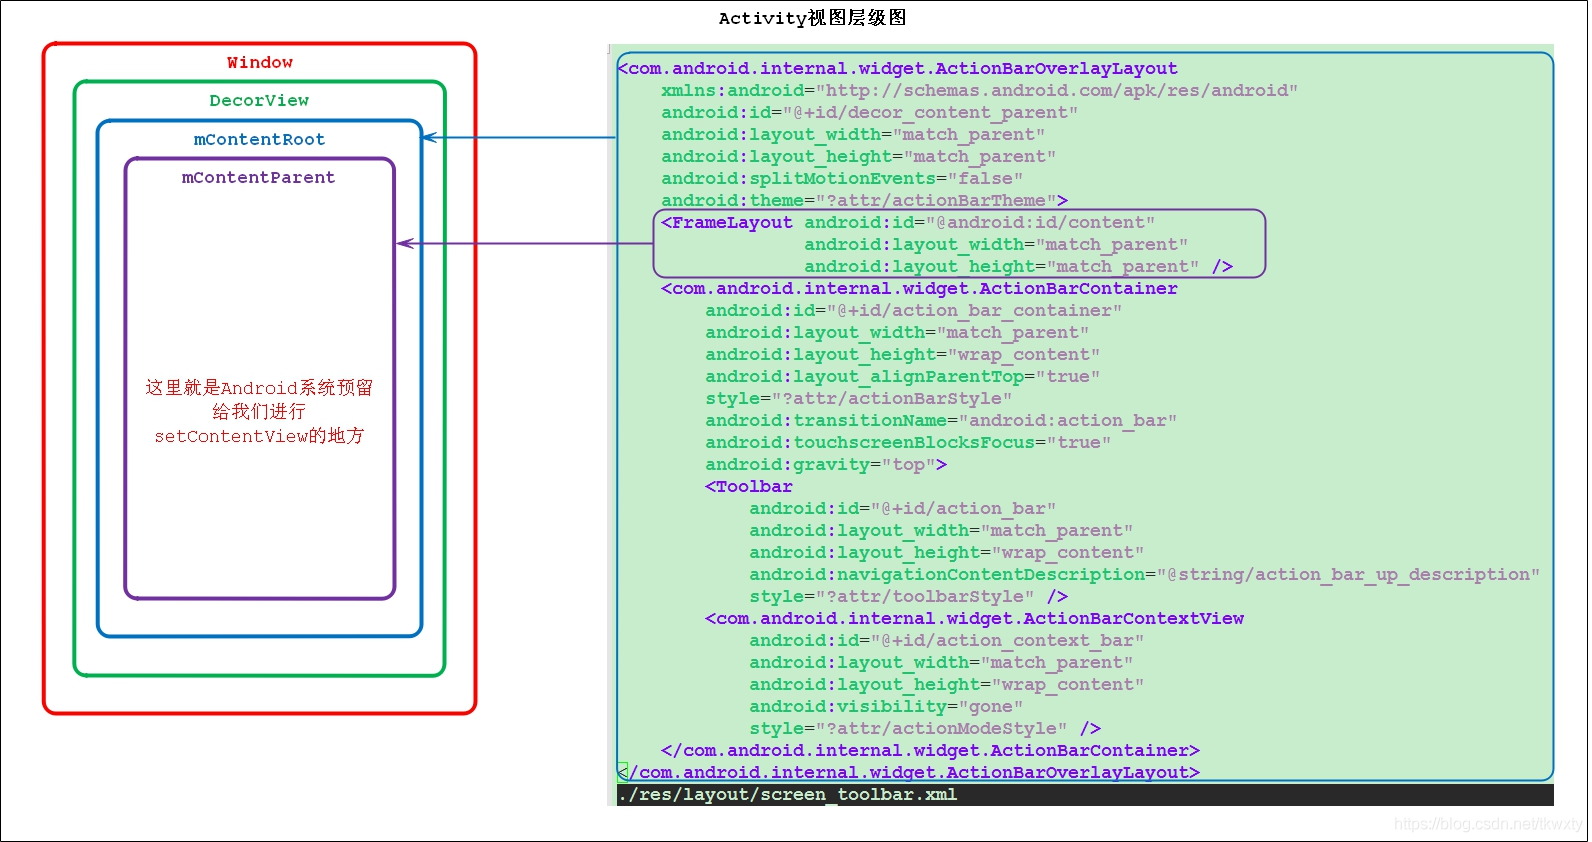 Activity视图层级图
Window
DecorView
mContentRoot
mContentParent
这里就是Android系统预留
给我们进行
setContentView的地方
<com.android.internal.widget.ActionBarOverlayLayout
xmlns:android="http://schemas.android.com/apk/res/android"
android:id="@+id/decor_content_parent"
android:layout_width="match_parent"
android:layout_height="match_parent"
android:splitMotionEvents="false"
android:theme="?attr/actionBarTheme">
<FrameLayout android:id="@android:id/content"
android:layout_width="match_parent"
android:layout_height="match_parent" />
<com.android.internal.widget.ActionBarContainer
android:id="@+id/action_bar_container"
android:layout_width="match_parent"
android:layout_height="wrap_content"
android:layout_alignParentTop="true"
style="?attr/actionBarStyle"
android:transitionName="android:action_bar"
android:touchscreenBlocksFocus="true"
android:gravity="top">
<Toolbar
android:id="@+id/action_bar"
android:layout_width="match_parent"
android:layout_height="wrap_content"
android:navigationContentDescription="@string/action_bar_up_description"
style="?attr/toolbarStyle" />
<com.android.internal.widget.ActionBarContextView
android:id="@+id/action_context_bar"
android:layout_width="match_parent"
android:layout_height="wrap_content"
android:visibility="gone"
style="?attr/actionModeStyle" />
</com.android.internal.widget.ActionBarContainer>
</com.android.internal.widget.ActionBarOverlayLayout>
./res/layout/screen_toolbar.xml
https://blog.csdn.net/tkwxty